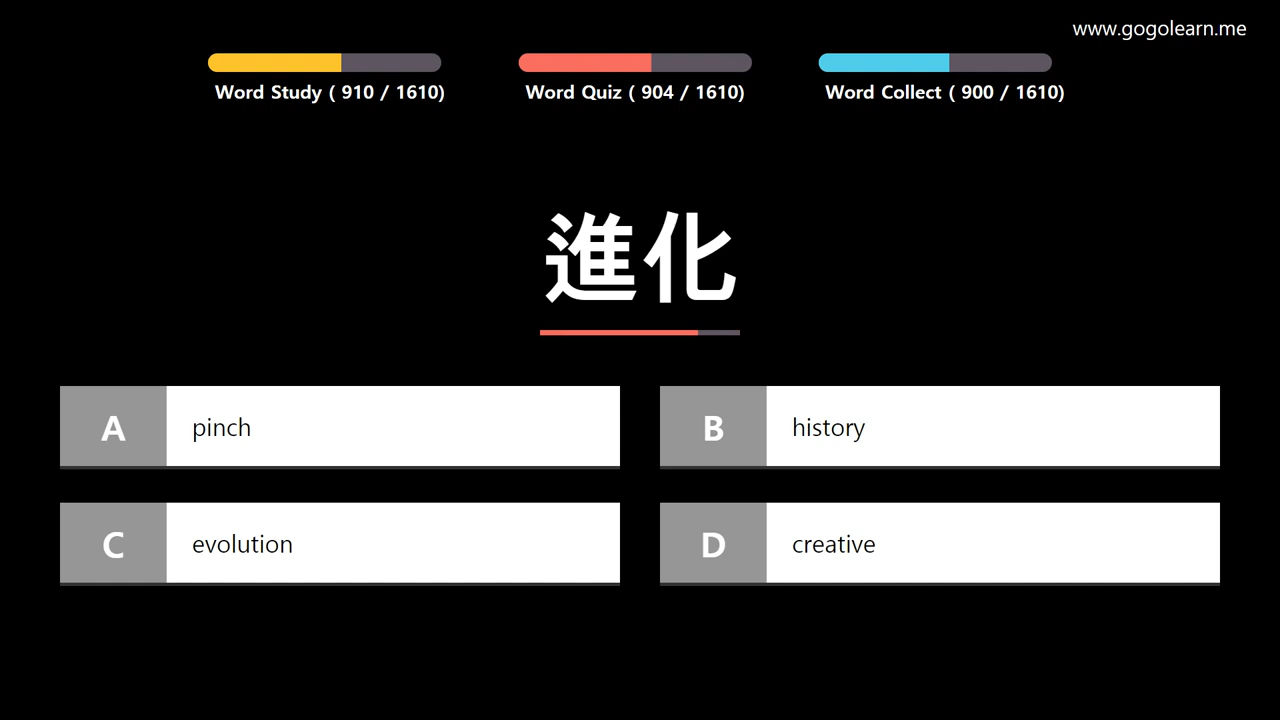 www.gogolearn.me
Word Study ( 910 / 1610)
Word Quiz ( 904 / 1610)
Word Collect ( 900 / 1610)
進化
A pinch
B history
C evolution
D creative